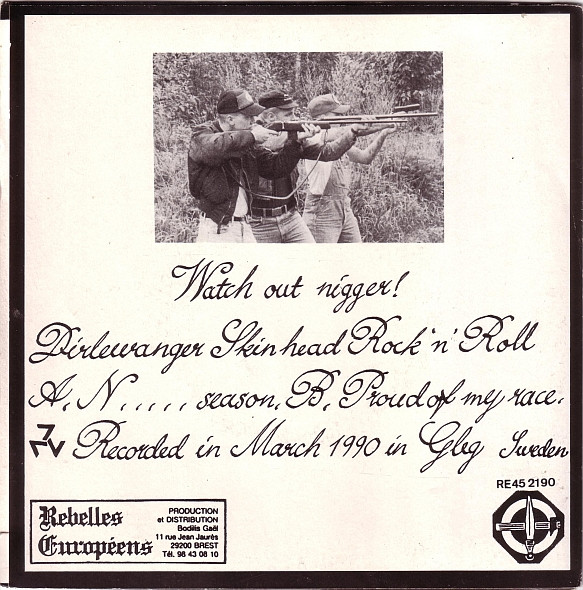 Watch out nigger!
Dirlewanger Skinhead Rock'n'Roll
A. N..... season. B. Proud of my race.
Recorded in March 1990 in Gbg Sweden
RE45 2190
Rebelles
Européens
PRODUCTION
et DISTRIBUTION
Bodilis Gaël
11 rue Jean Jaurès
29200 BREST
Tél. 98 43 08 10